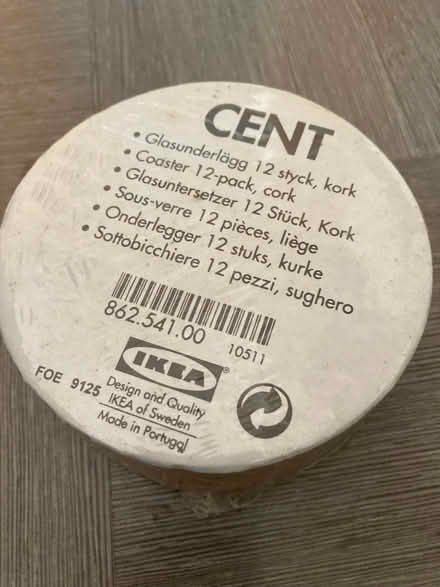 CENT
• Glasunderlägg 12 styck, kork
• Coaster 12-pack, cork
• Glasuntersetzer 12 Stück, Kork
• Sous-verre 12 pièces, liège
• Onderlegger 12 stuks, kurke
• Sottobicchiere 12 pezzi, sughero
862.541.00
10511
IKEA®
FOE 9125
Design and Quality
IKEA of Sweden
Made in Portugal